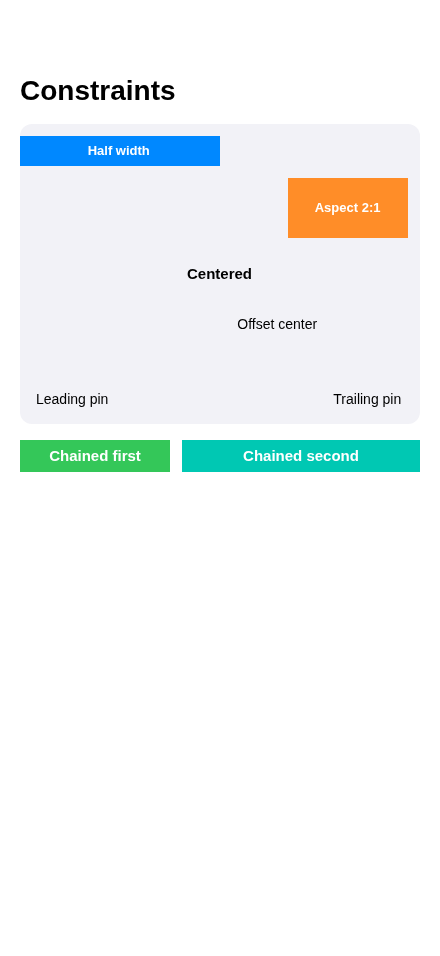 Constraints
Half width
Aspect 2:1
Centered
Offset center
Leading pin
Trailing pin
Chained first
Chained second